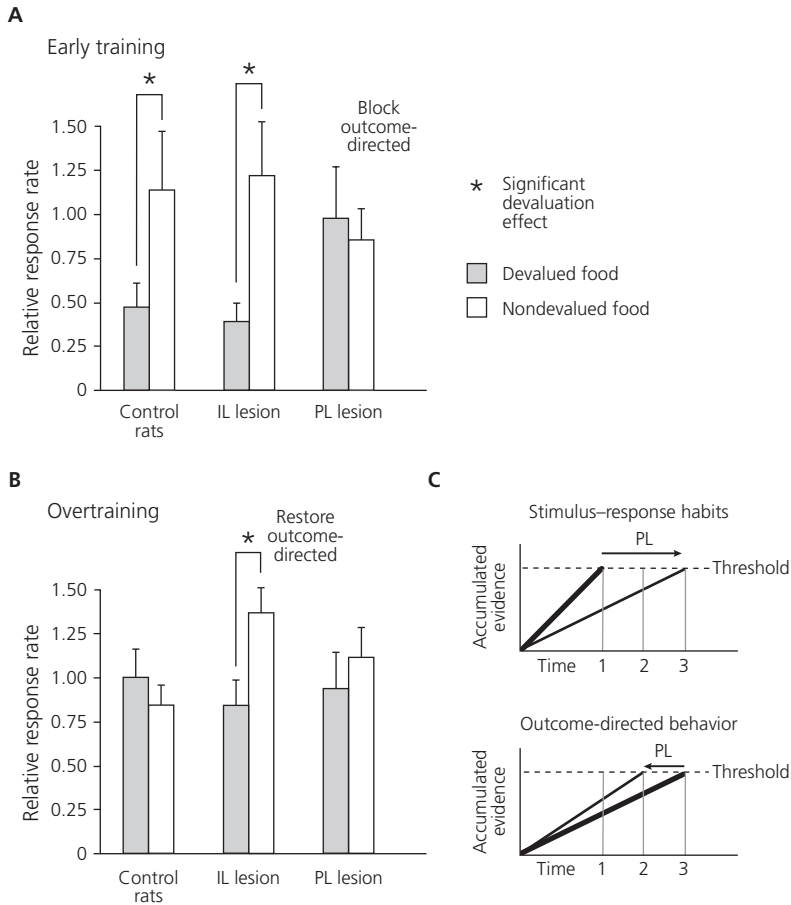 A
Early training
*
*
Block
outcome-
directed
1.50
1.25
1.00
0.75
0.50
0.25
0
Relative response rate
Control
rats
IL lesion
PL lesion
* Significant
devaluation
effect
Devalued food
Nondevalued food
B
Overtraining
*
Restore
outcome-
directed
1.50
1.25
1.00
0.75
0.50
0.25
0
Relative response rate
Control
rats
IL lesion
PL lesion
C
Stimulus–response habits
PL
Threshold
Accumulated
evidence
Time 1 2 3
Outcome-directed behavior
PL
Threshold
Accumulated
evidence
Time 1 2 3